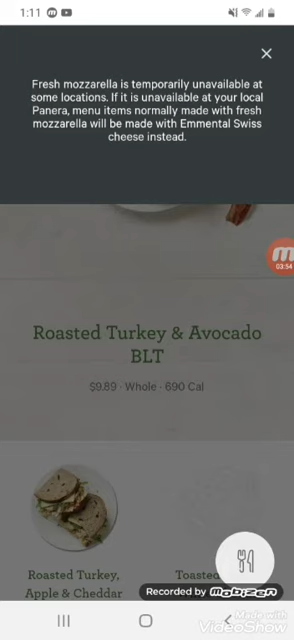 1:11
Fresh mozzarella is temporarily unavailable at
some locations. If it is unavailable at your local
Panera, menu items normally made with fresh
mozzarella will be made with Emmental Swiss
cheese instead.
03:54
Roasted Turkey & Avocado
BLT
$9.89 · Whole · 690 Cal
Roasted Turkey,
Apple & Cheddar
Toasted
Recorded by mobizen
Made with
VideoShow